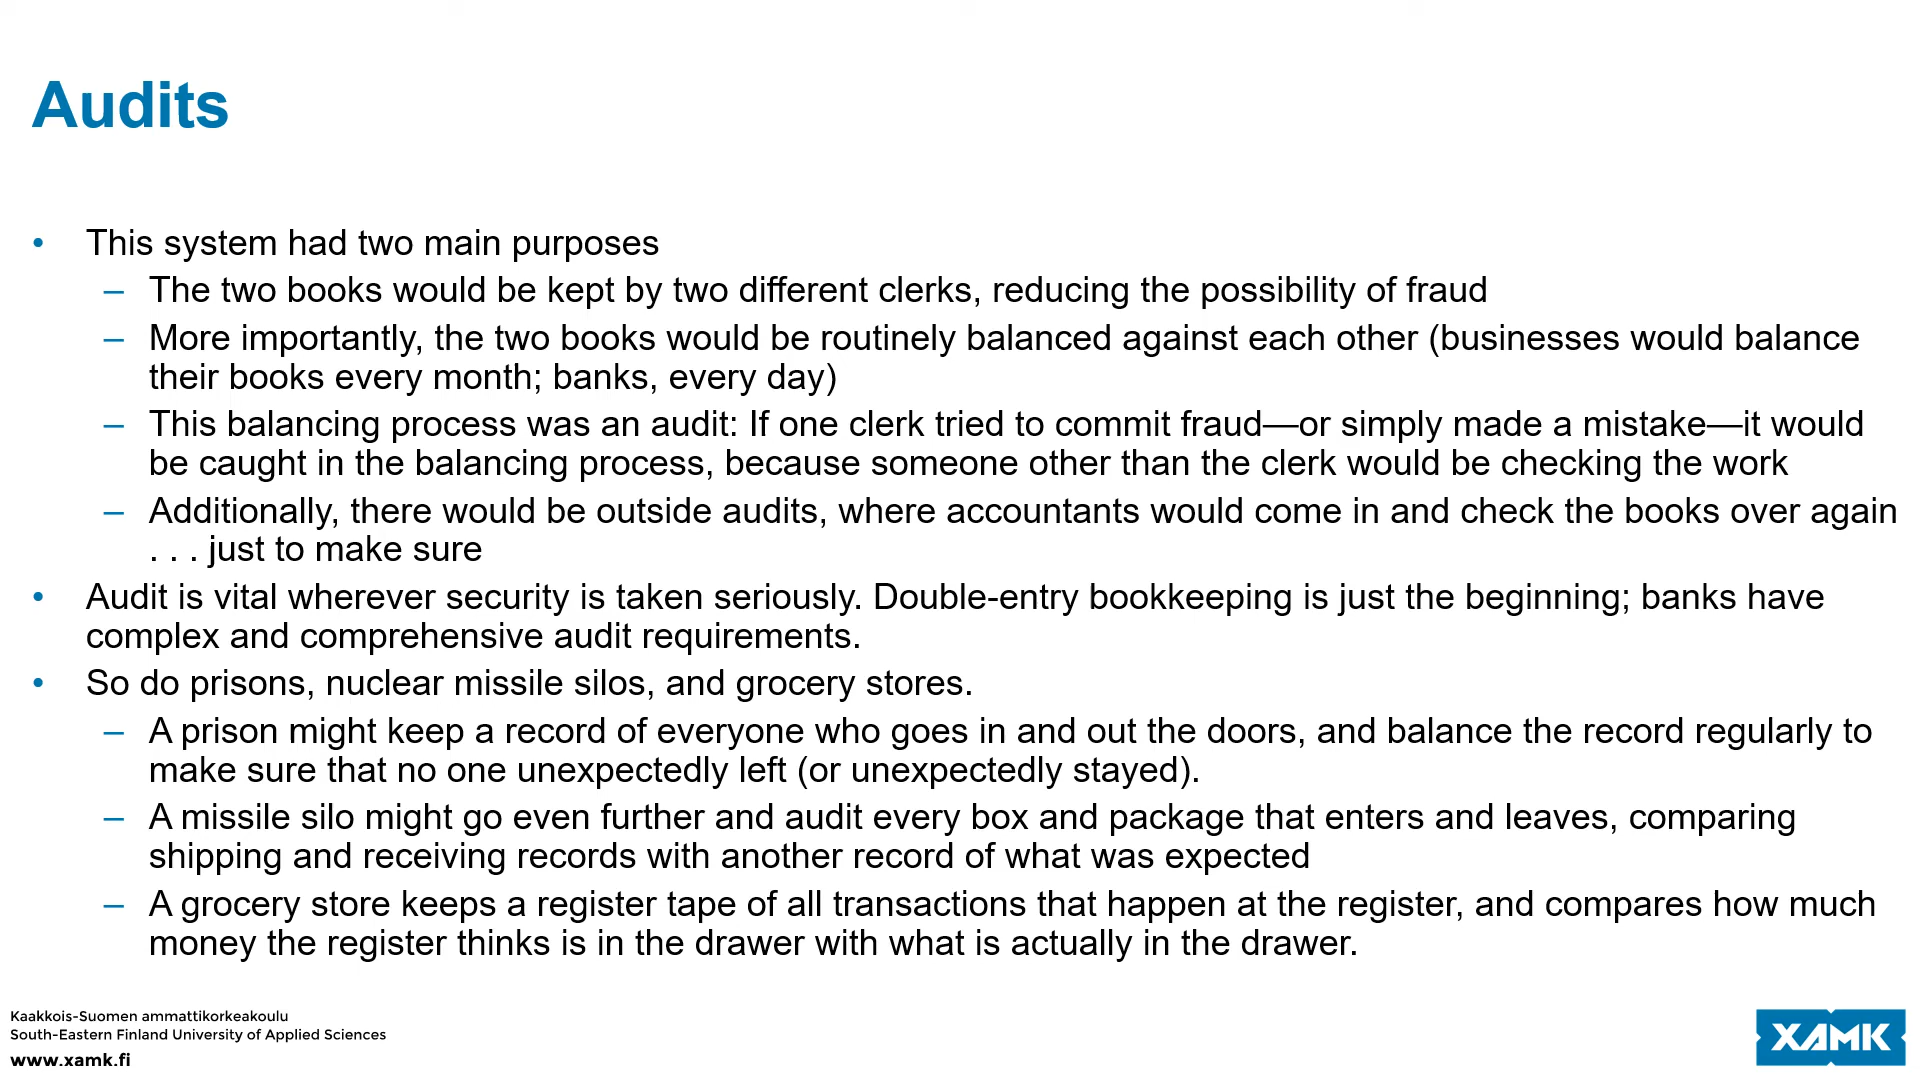 Audits
• This system had two main purposes
– The two books would be kept by two different clerks, reducing the possibility of fraud
– More importantly, the two books would be routinely balanced against each other (businesses would balance
their books every month; banks, every day)
– This balancing process was an audit: If one clerk tried to commit fraud—or simply made a mistake—it would
be caught in the balancing process, because someone other than the clerk would be checking the work
– Additionally, there would be outside audits, where accountants would come in and check the books over again
. . . just to make sure
• Audit is vital wherever security is taken seriously. Double-entry bookkeeping is just the beginning; banks have
complex and comprehensive audit requirements.
• So do prisons, nuclear missile silos, and grocery stores.
– A prison might keep a record of everyone who goes in and out the doors, and balance the record regularly to
make sure that no one unexpectedly left (or unexpectedly stayed).
– A missile silo might go even further and audit every box and package that enters and leaves, comparing
shipping and receiving records with another record of what was expected
– A grocery store keeps a register tape of all transactions that happen at the register, and compares how much
money the register thinks is in the drawer with what is actually in the drawer.
Kaakkois-Suomen ammattikorkeakoulu
South-Eastern Finland University of Applied Sciences
www.xamk.fi
XAMK